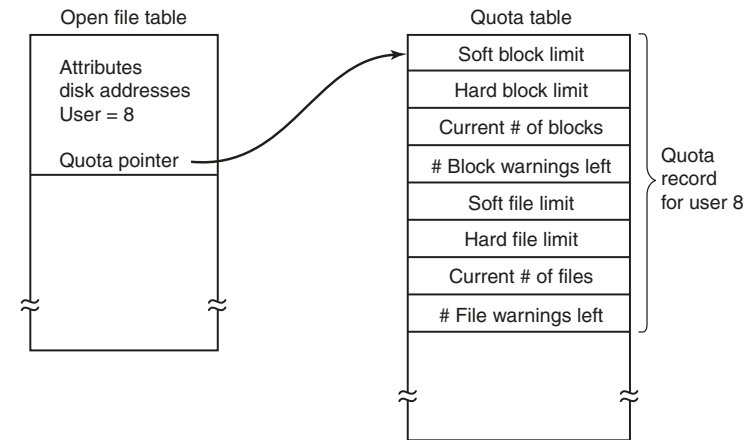 Open file table
Attributes
disk addresses
User = 8
Quota pointer
Quota table
Soft block limit
Hard block limit
Current # of blocks
# Block warnings left
Soft file limit
Hard file limit
Current # of files
# File warnings left
Quota
record
for user 8